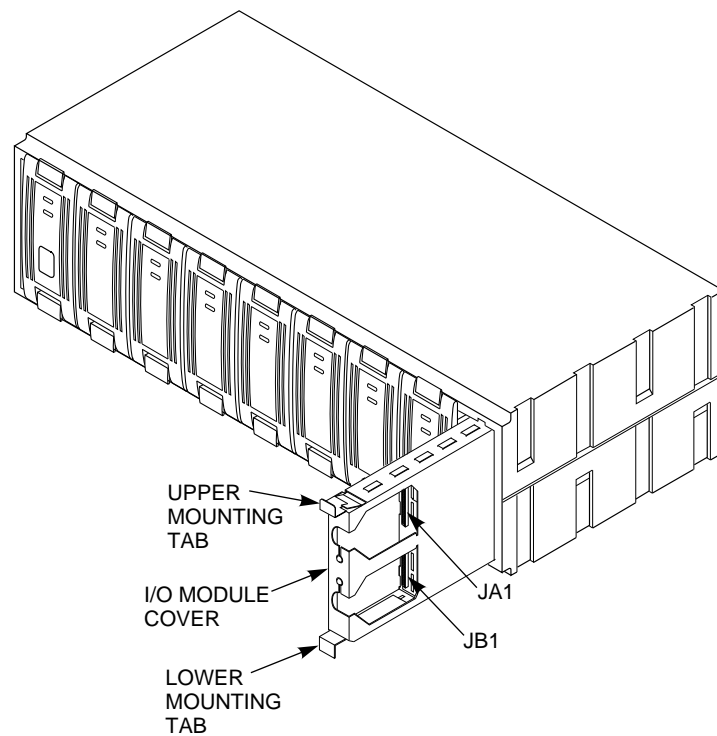 UPPER
MOUNTING
TAB
I/O MODULE
COVER
JA1
JB1
LOWER
MOUNTING
TAB